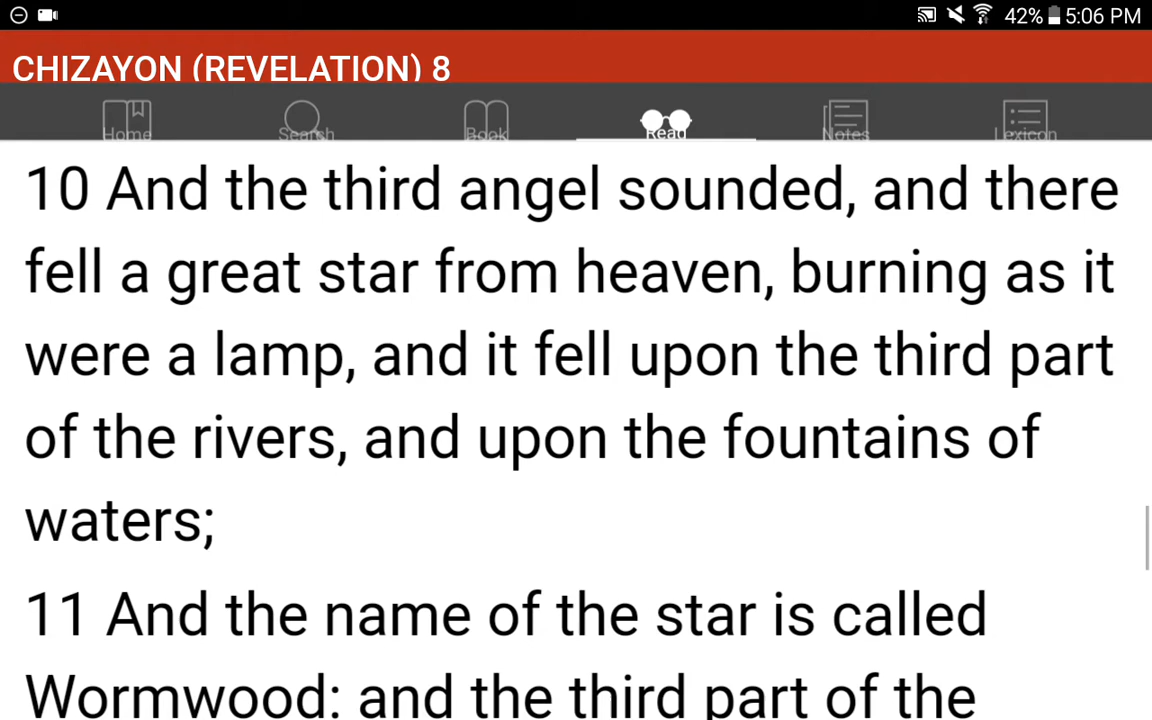 42% 5:06 PM
CHIZAYON (REVELATION) 8
Home Search Book Read Notes Lexicon
10 And the third angel sounded, and there
fell a great star from heaven, burning as it
were a lamp, and it fell upon the third part
of the rivers, and upon the fountains of
waters;
11 And the name of the star is called
Wormwood: and the third part of the